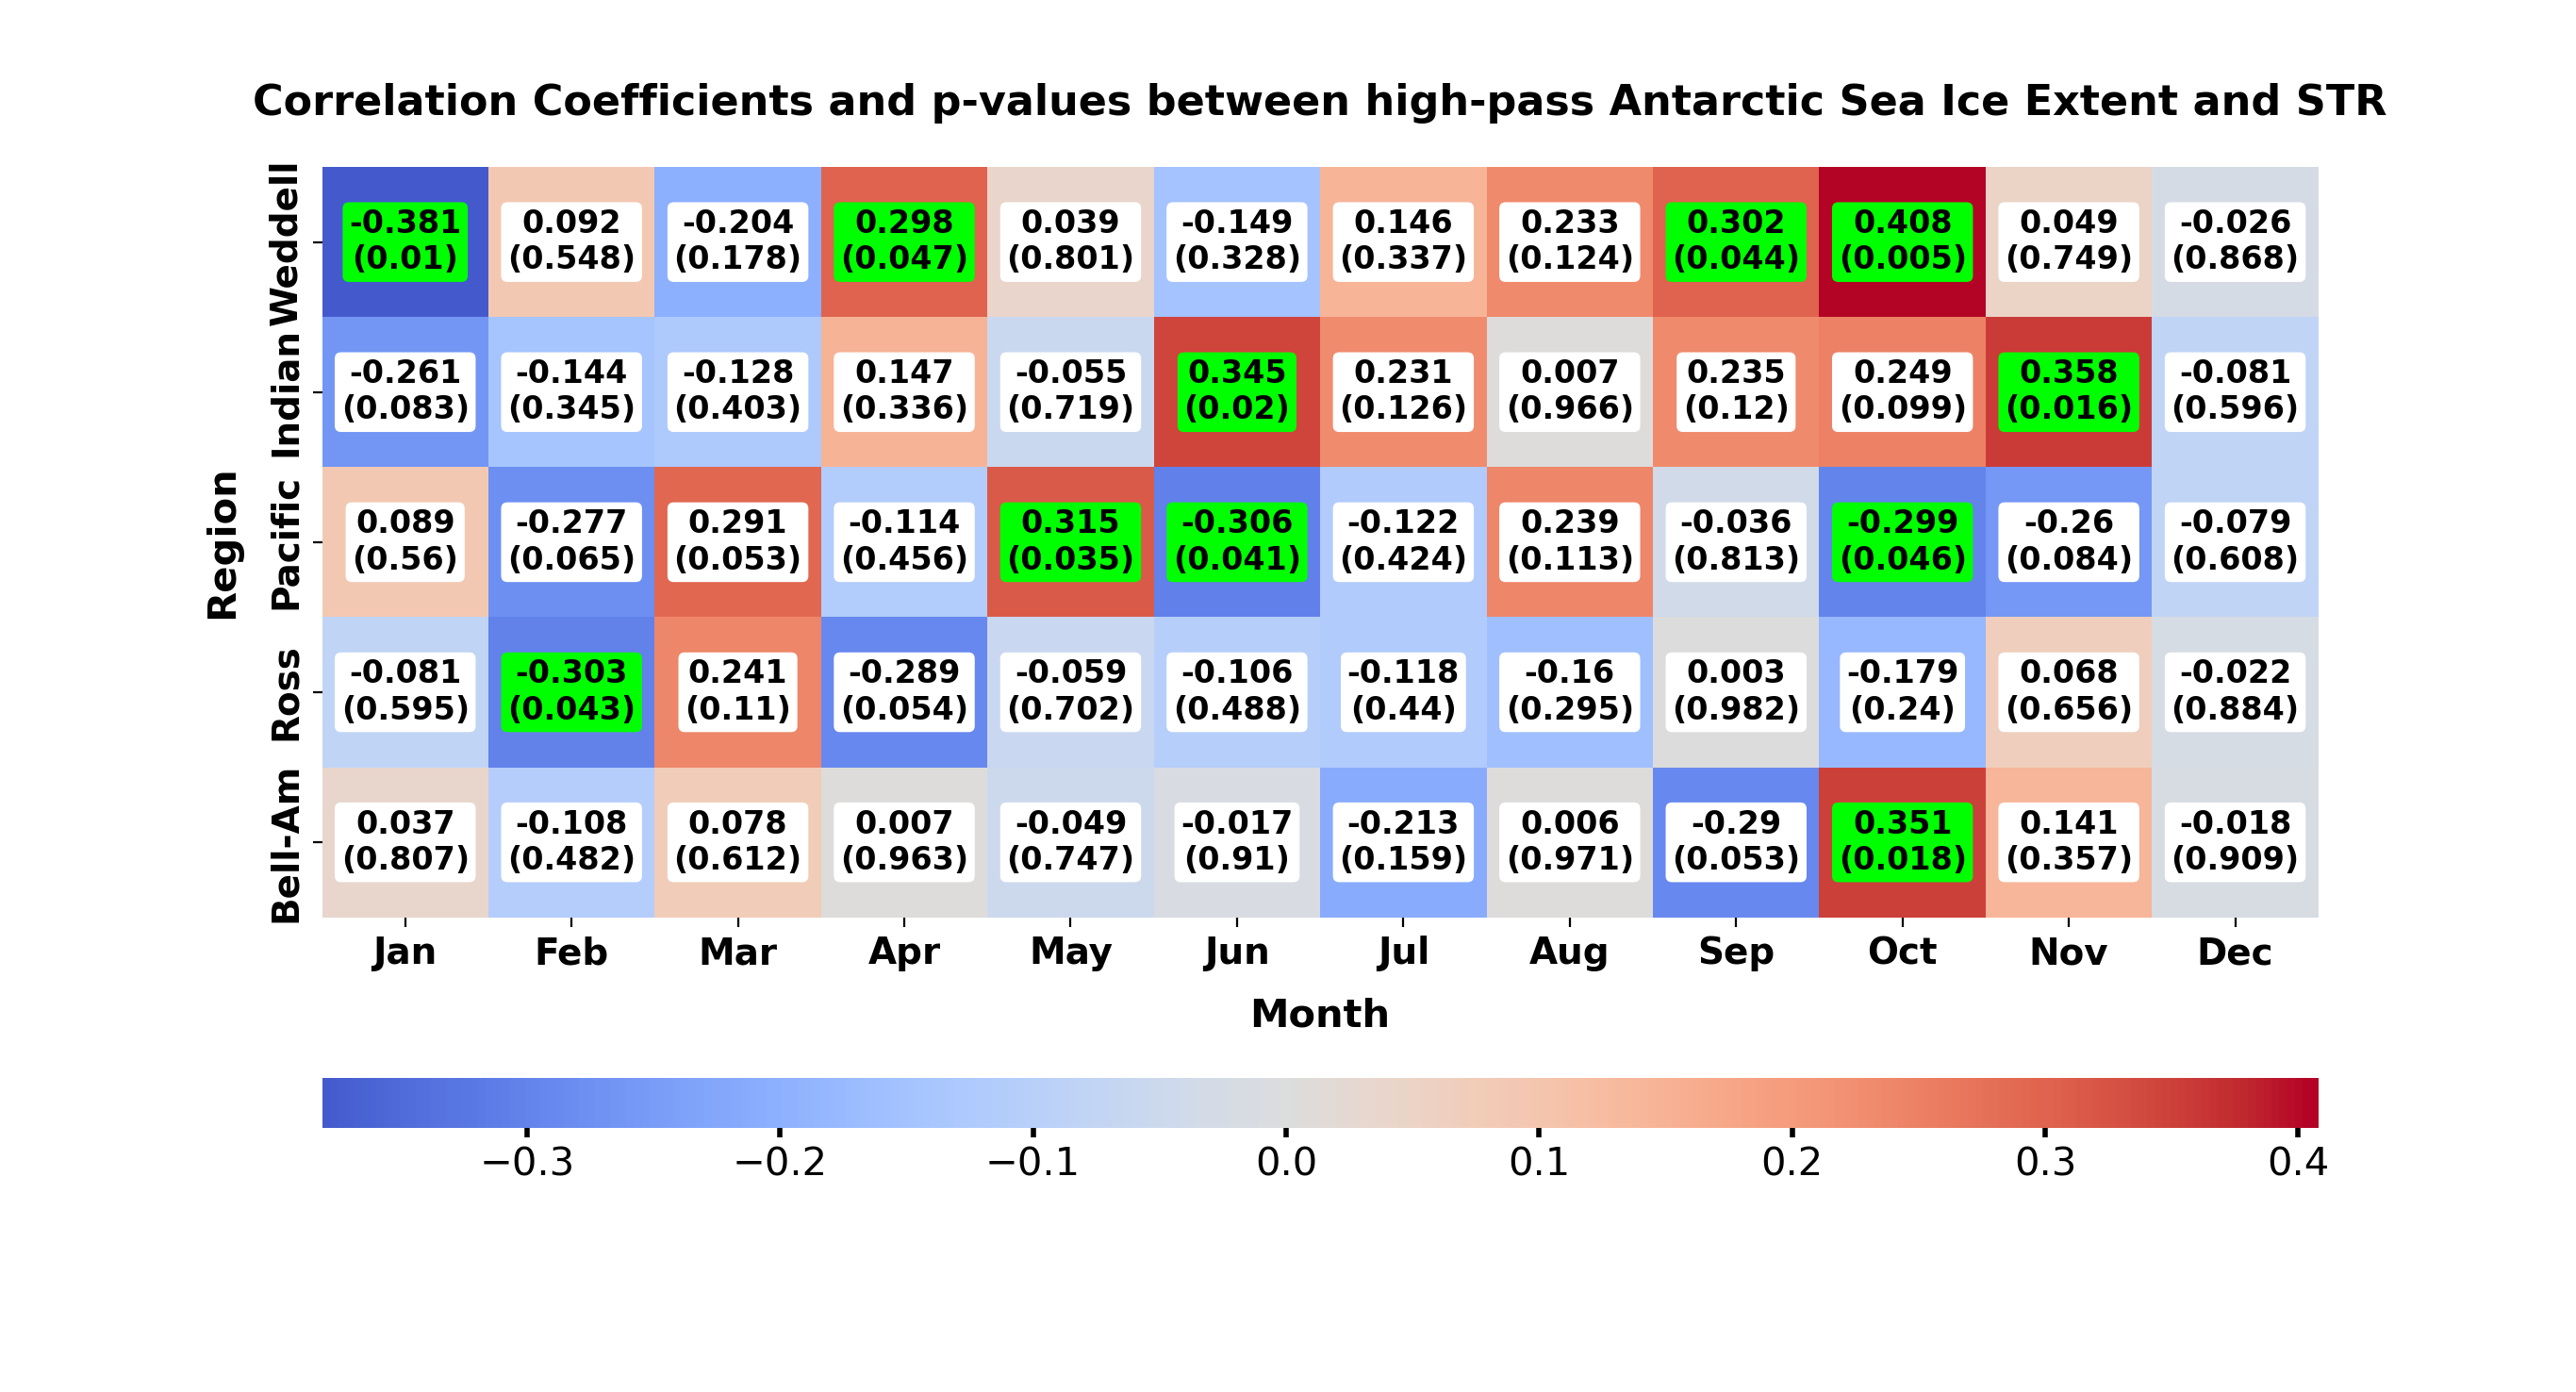 Correlation Coefficients and p-values between high-pass Antarctic Sea Ice Extent and STR
Region
Weddell
-0.381 0.092 -0.204 0.298 0.039 -0.149 0.146 0.233 0.302 0.408 0.049 -0.026
(0.01) (0.548) (0.178) (0.047) (0.801) (0.328) (0.337) (0.124) (0.044) (0.005) (0.749) (0.868)
Indian
-0.261 -0.144 -0.128 0.147 -0.055 0.345 0.231 0.007 0.235 0.249 0.358 -0.081
(0.083) (0.345) (0.403) (0.336) (0.719) (0.02) (0.126) (0.966) (0.12) (0.099) (0.016) (0.596)
Pacific
0.089 -0.277 0.291 -0.114 0.315 -0.306 -0.122 0.239 -0.036 -0.299 -0.26 -0.079
(0.56) (0.065) (0.053) (0.456) (0.035) (0.041) (0.424) (0.113) (0.813) (0.046) (0.084) (0.608)
Ross
-0.081 -0.303 0.241 -0.289 -0.059 -0.106 -0.118 -0.16 0.003 -0.179 0.068 -0.022
(0.595) (0.043) (0.11) (0.054) (0.702) (0.488) (0.44) (0.295) (0.982) (0.24) (0.656) (0.884)
Bell-Am
0.037 -0.108 0.078 0.007 -0.049 -0.017 -0.213 0.006 -0.29 0.351 0.141 -0.018
(0.807) (0.482) (0.612) (0.963) (0.747) (0.91) (0.159) (0.971) (0.053) (0.018) (0.357) (0.909)
Jan Feb Mar Apr May Jun Jul Aug Sep Oct Nov Dec
Month
−0.3 −0.2 −0.1 0.0 0.1 0.2 0.3 0.4